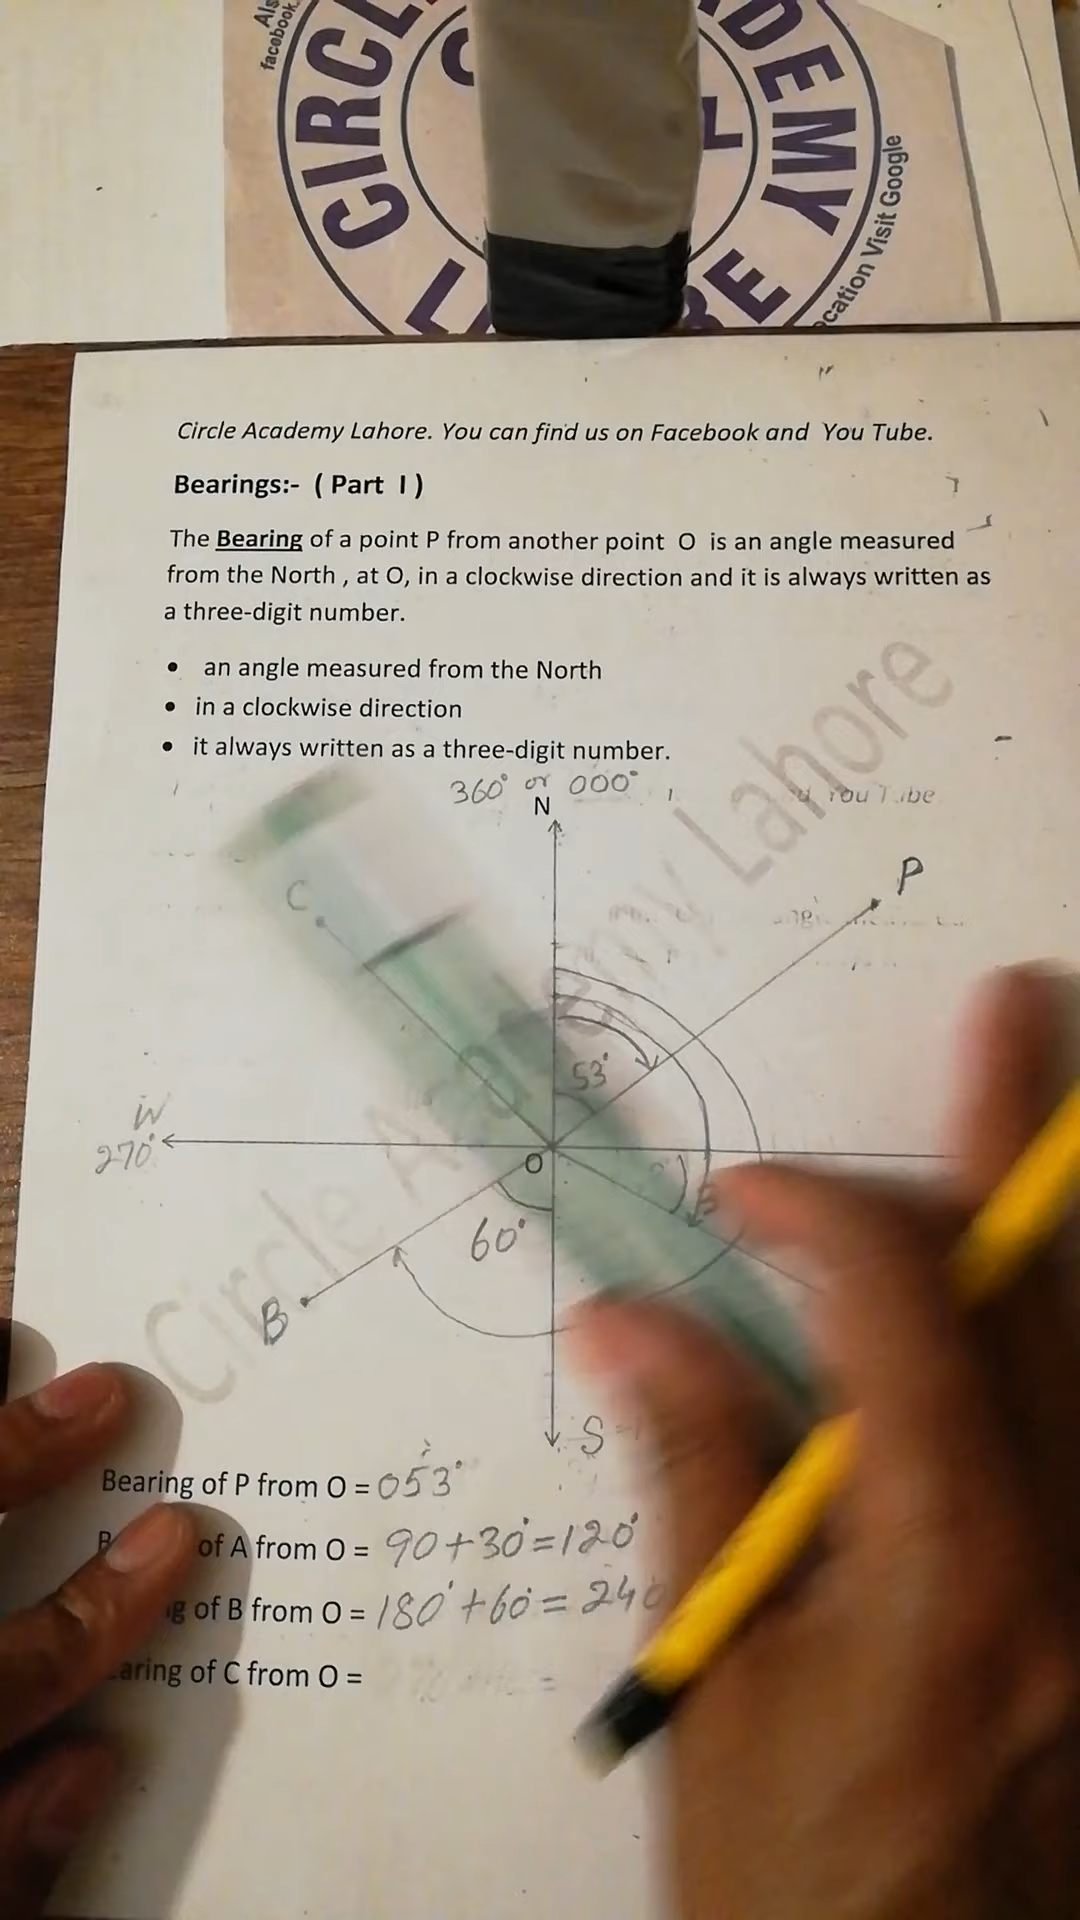 Als
facebook
CIRCLE
DEMY
cation Visit Google
Circle Academy Lahore. You can find us on Facebook and You Tube.
Bearings:- ( Part I )
The Bearing of a point P from another point O is an angle measured
from the North , at O, in a clockwise direction and it is always written as
a three-digit number.
• an angle measured from the North
• in a clockwise direction
• it always written as a three-digit number.
360° or 000°
N
P
C
53°
W
270°
O
60°
B
S
Circle Academy Lahore
Bearing of P from O = 053°
of A from O = 90+30°=120°
g of B from O = 180°+60°= 240
aring of C from O =